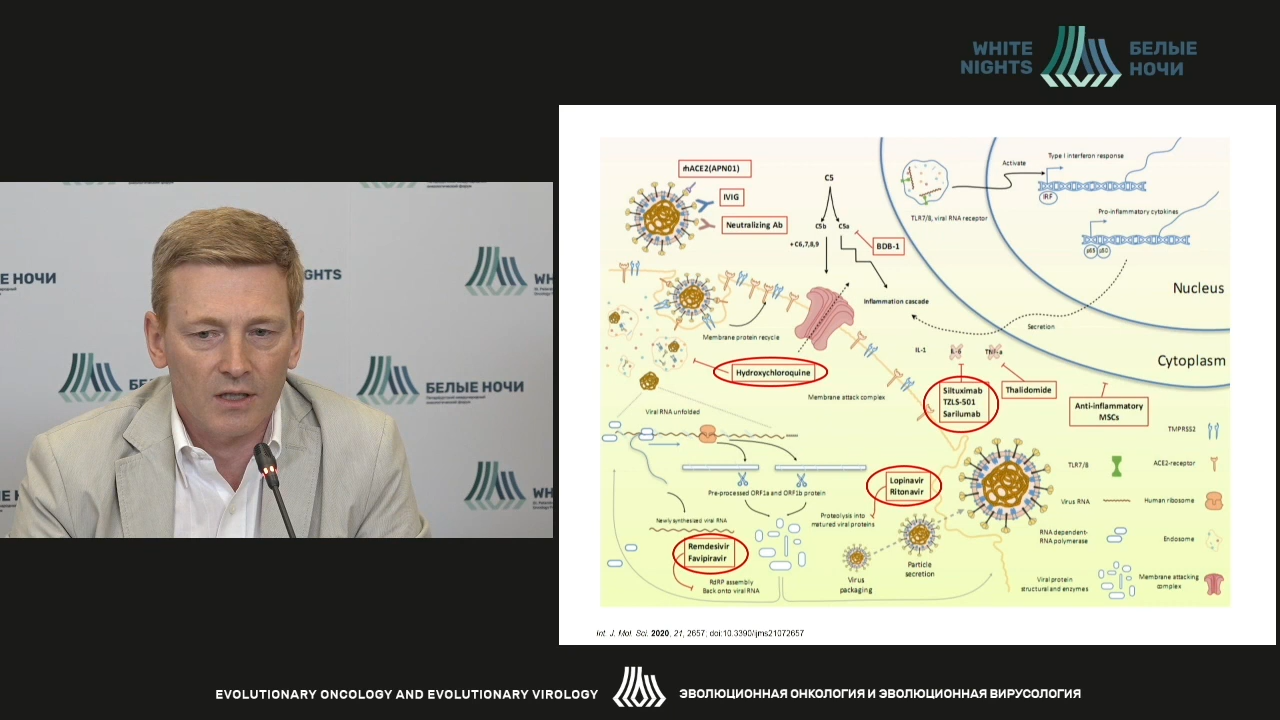 WHITE
NIGHTS
БЕЛЫЕ
НОЧИ
ЫЕ НОЧИ
GHTS
БЕЛЫЕ НОЧИ
rhACE2(APN01)
IVIG
Neutralizing Ab
C5
C5b
C5a
+ C6,7,8,9
BDB-1
Inflammation cascade
TLR7/8, viral RNA receptor
Activate
Type I interferon response
IRF
Pro-inflammatory cytokines
p65
p50
Nucleus
Secretion
Cytoplasm
Membrane protein recycle
Hydroxychloroquine
Membrane attack complex
IL-1
IL-6
TNF-α
Siltuximab
TZLS-501
Sarilumab
Thalidomide
Anti-inflammatory
MSCs
Viral RNA unfolded
Pre-processed ORF1a and ORF1b protein
Newly synthesised viral RNA
Remdesivir
Favipiravir
RdRP assembly
Back onto viral RNA
Lopinavir
Ritonavir
Proteolysis into
matured viral proteins
Virus
packaging
Particle
secretion
TMPRSS2
TLR7/8
ACE2-receptor
Virus RNA
Human ribosome
RNA dependent-
RNA polymerase
Endosome
Viral protein
structural and enzymes
Membrane attacking
complex
Int. J. Mol. Sci. 2020, 21, 2657; doi:10.3390/ijms21072657
EVOLUTIONARY ONCOLOGY AND EVOLUTIONARY VIROLOGY
ЭВОЛЮЦИОННАЯ ОНКОЛОГИЯ И ЭВОЛЮЦИОННАЯ ВИРУСОЛОГИЯ